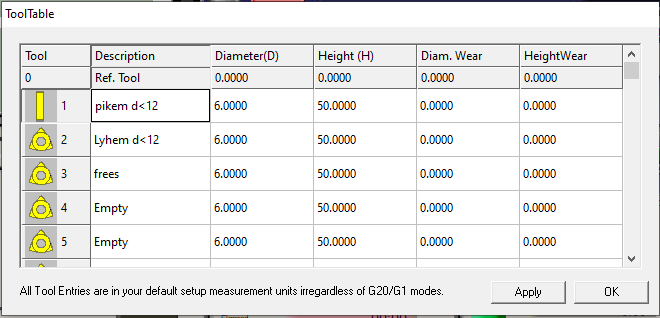 ToolTable
Tool Description Diameter(D) Height (H) Diam. Wear HeightWear
0 Ref. Tool 0.0000 0.0000 0.0000 0.0000
1 pikem d<12 6.0000 50.0000 0.0000 0.0000
2 Lyhem d<12 6.0000 50.0000 0.0000 0.0000
3 frees 6.0000 50.0000 0.0000 0.0000
4 Empty 6.0000 50.0000 0.0000 0.0000
5 Empty 6.0000 50.0000 0.0000 0.0000
All Tool Entries are in your default setup measurement units irregardless of G20/G1 modes. Apply OK